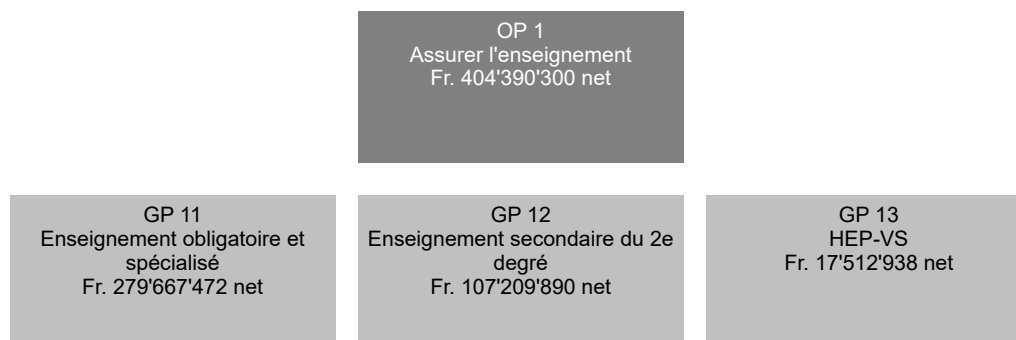 OP 1
Assurer l'enseignement
Fr. 404'390'300 net
GP 11
Enseignement obligatoire et
spécialisé
Fr. 279'667'472 net
GP 12
Enseignement secondaire du 2e
degré
Fr. 107'209'890 net
GP 13
HEP-VS
Fr. 17'512'938 net